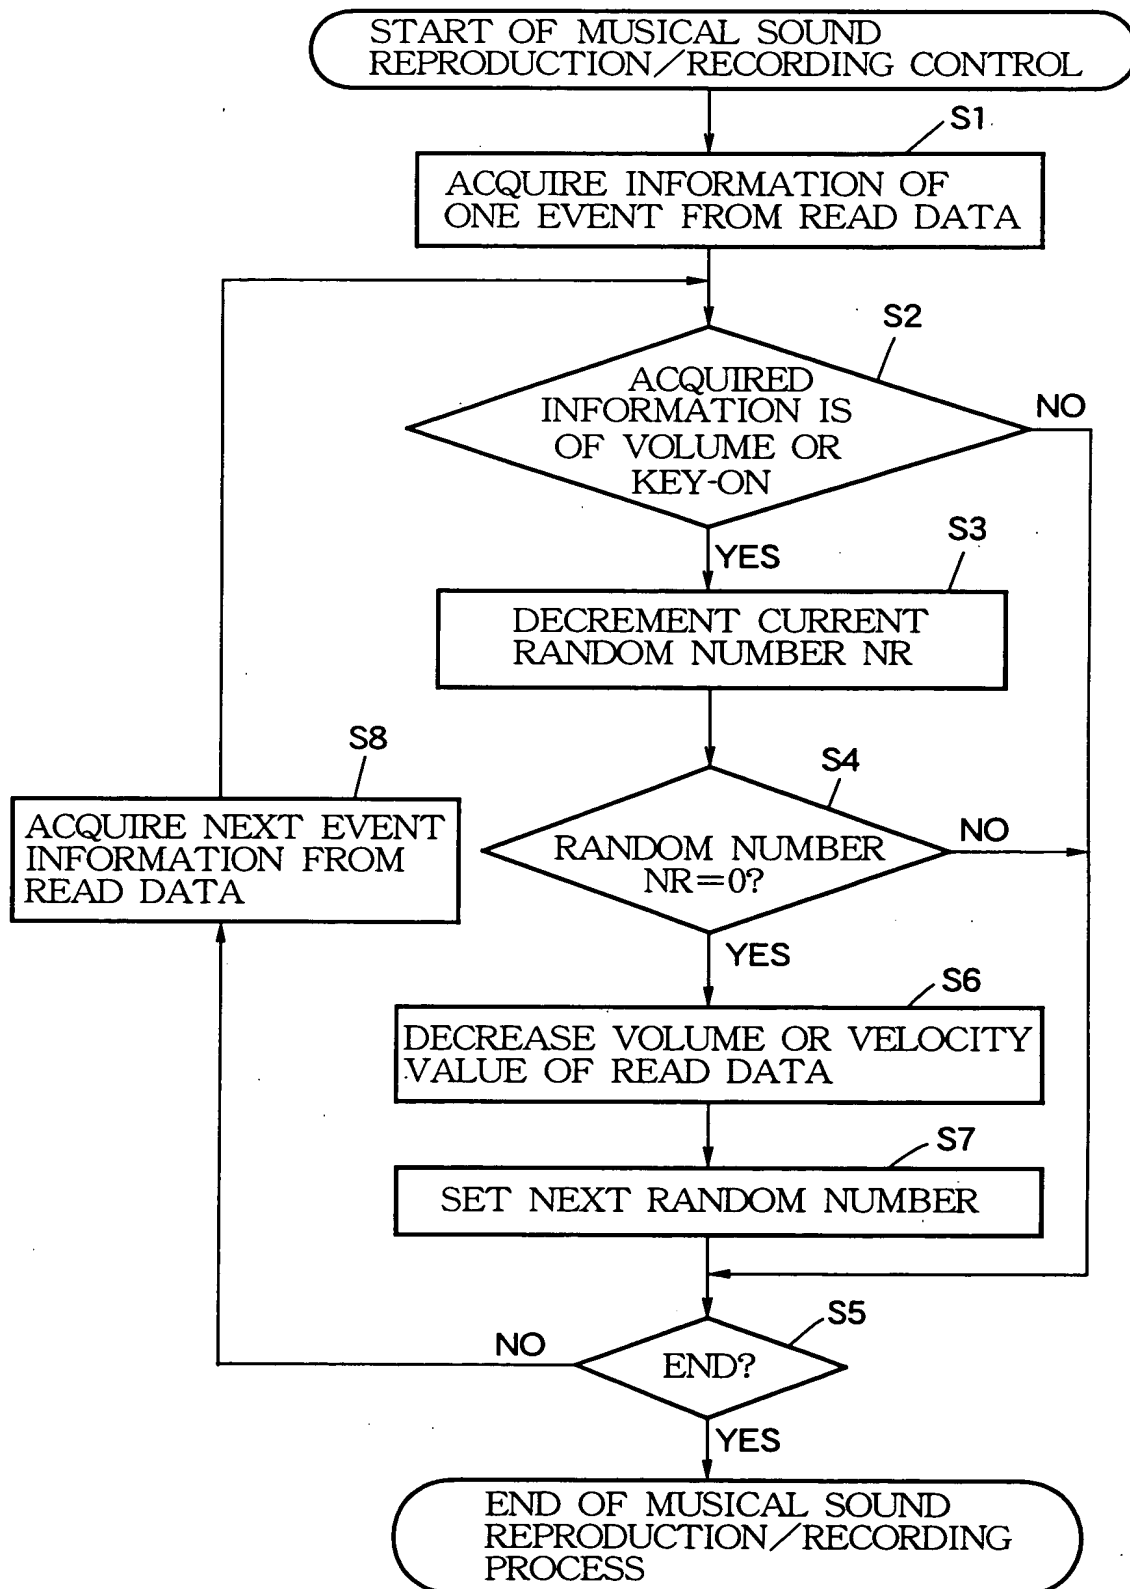 START OF MUSICAL SOUND
REPRODUCTION/RECORDING CONTROL
S1
ACQUIRE INFORMATION OF
ONE EVENT FROM READ DATA
S2
ACQUIRED
INFORMATION IS
OF VOLUME OR
KEY-ON
NO
YES
S3
DECREMENT CURRENT
RANDOM NUMBER NR
S8
ACQUIRE NEXT EVENT
INFORMATION FROM
READ DATA
S4
RANDOM NUMBER
NR=0?
NO
YES
S6
DECREASE VOLUME OR VELOCITY
VALUE OF READ DATA
S7
SET NEXT RANDOM NUMBER
S5
NO
END?
YES
END OF MUSICAL SOUND
REPRODUCTION/RECORDING
PROCESS